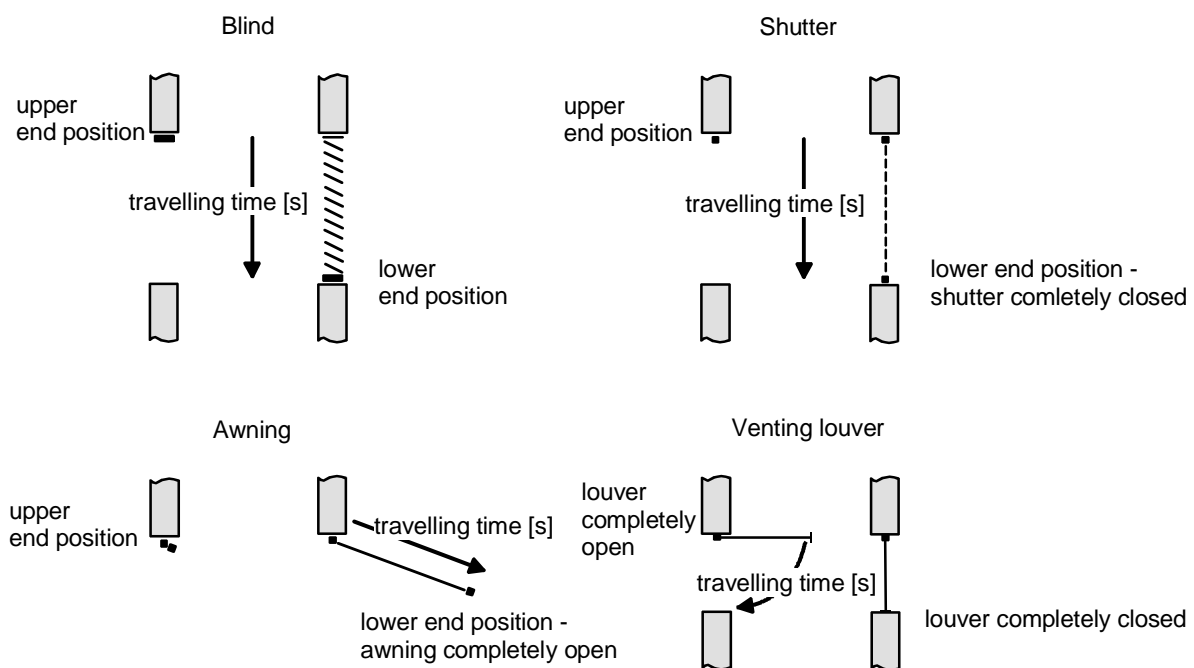 Blind
upper
end position
travelling time [s]
lower
end position
Shutter
upper
end position
travelling time [s]
lower end position -
shutter comletely closed
Awning
upper
end position
travelling time [s]
lower end position -
awning completely open
Venting louver
louver
completely
open
travelling time [s]
louver completely closed